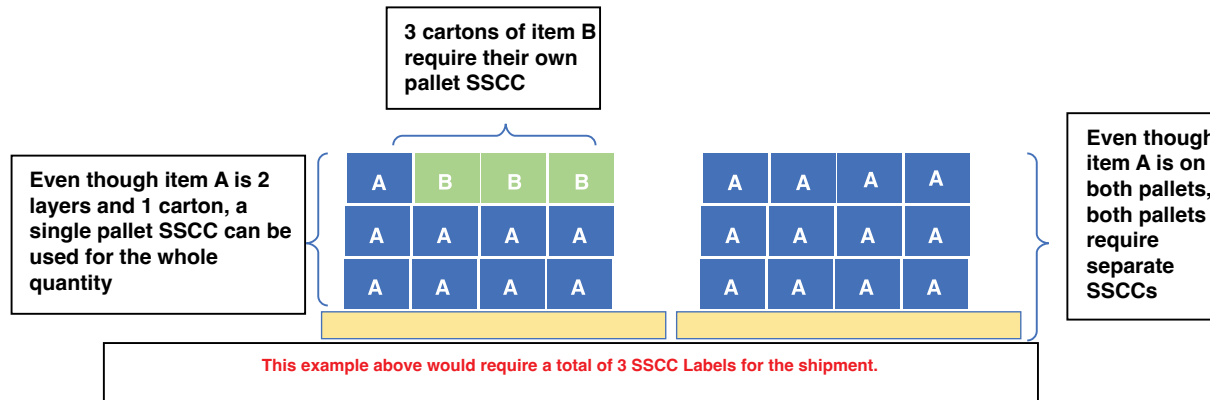 3 cartons of item B
require their own
pallet SSCC
Even though item A is 2
layers and 1 carton, a
single pallet SSCC can be
used for the whole
quantity
A B B B
A A A A
A A A A
A A A A
A A A A
A A A A
Even though
item A is on
both pallets,
both pallets
require
separate
SSCCs
This example above would require a total of 3 SSCC Labels for the shipment.